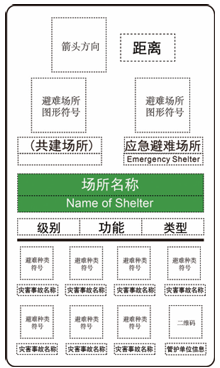 箭头方向
距离
避难场所
图形符号
避难场所
图形符号
(共建场所)
应急避难场所
Emergency Shelter
场所名称
Name of Shelter
级别 功能 类型
避难种类
符号
避难种类
符号
避难种类
符号
避难种类
符号
灾害事故名称 灾害事故名称 灾害事故名称 灾害事故名称
避难种类
符号
避难种类
符号
避难种类
符号
二维码
灾害事故名称 灾害事故名称 灾害事故名称 管护单位信息